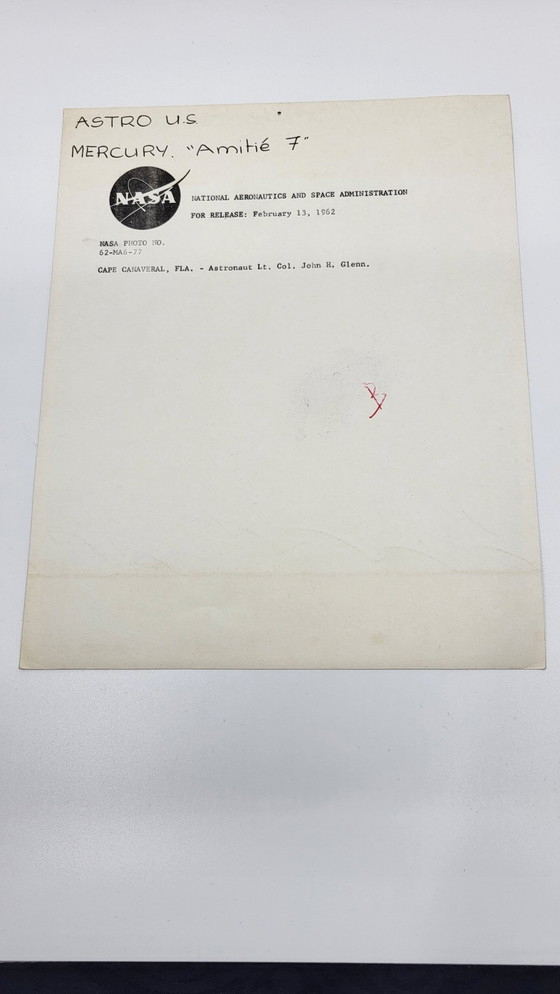 ASTRO U.S
MERCURY. "Amitié 7"
NASA
NATIONAL AERONAUTICS AND SPACE ADMINISTRATION
FOR RELEASE: February 13, 1962
NASA PHOTO NO.
62-MA6-77
CAPE CANAVERAL, FLA. - Astronaut Lt. Col. John H. Glenn.